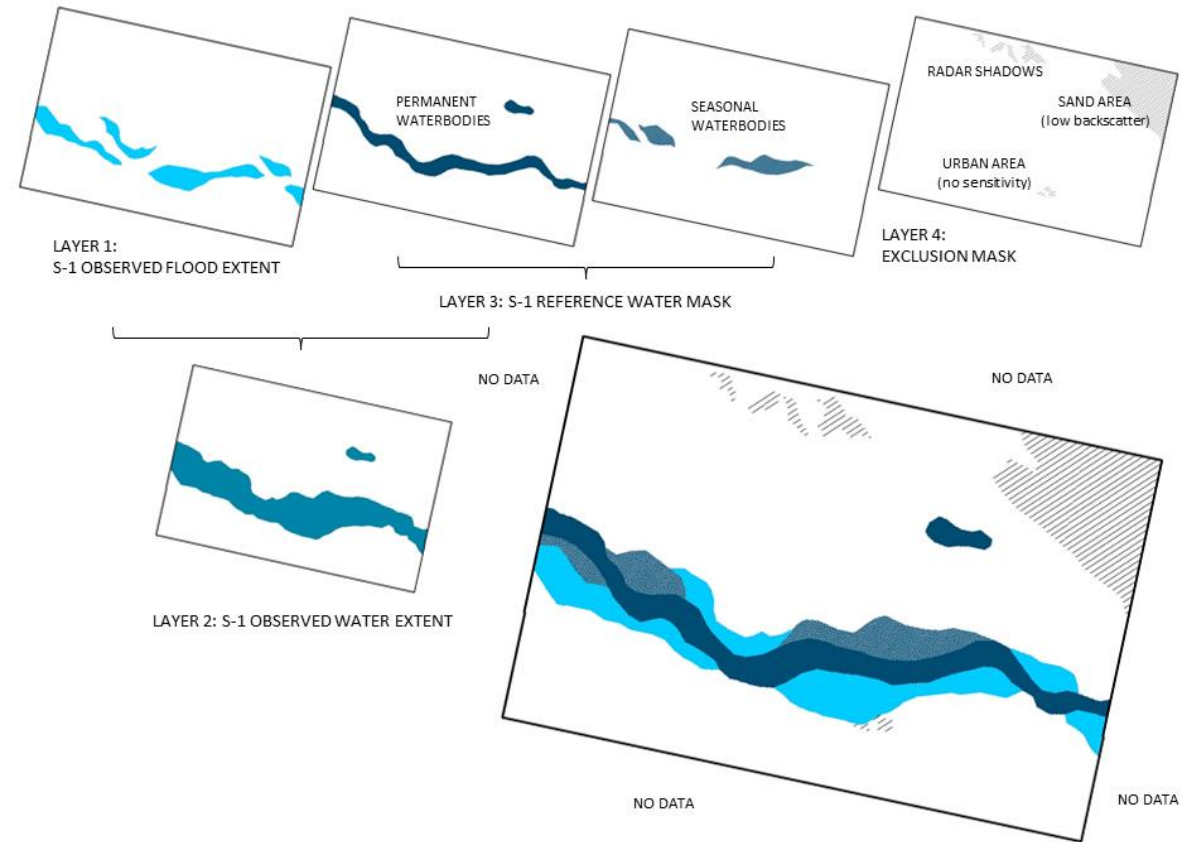 PERMANENT
WATERBODIES
SEASONAL
WATERBODIES
RADAR SHADOWS
SAND AREA
(low backscatter)
URBAN AREA
(no sensitivity)
LAYER 1:
S-1 OBSERVED FLOOD EXTENT
LAYER 4:
EXCLUSION MASK
LAYER 3: S-1 REFERENCE WATER MASK
NO DATA
NO DATA
LAYER 2: S-1 OBSERVED WATER EXTENT
NO DATA
NO DATA